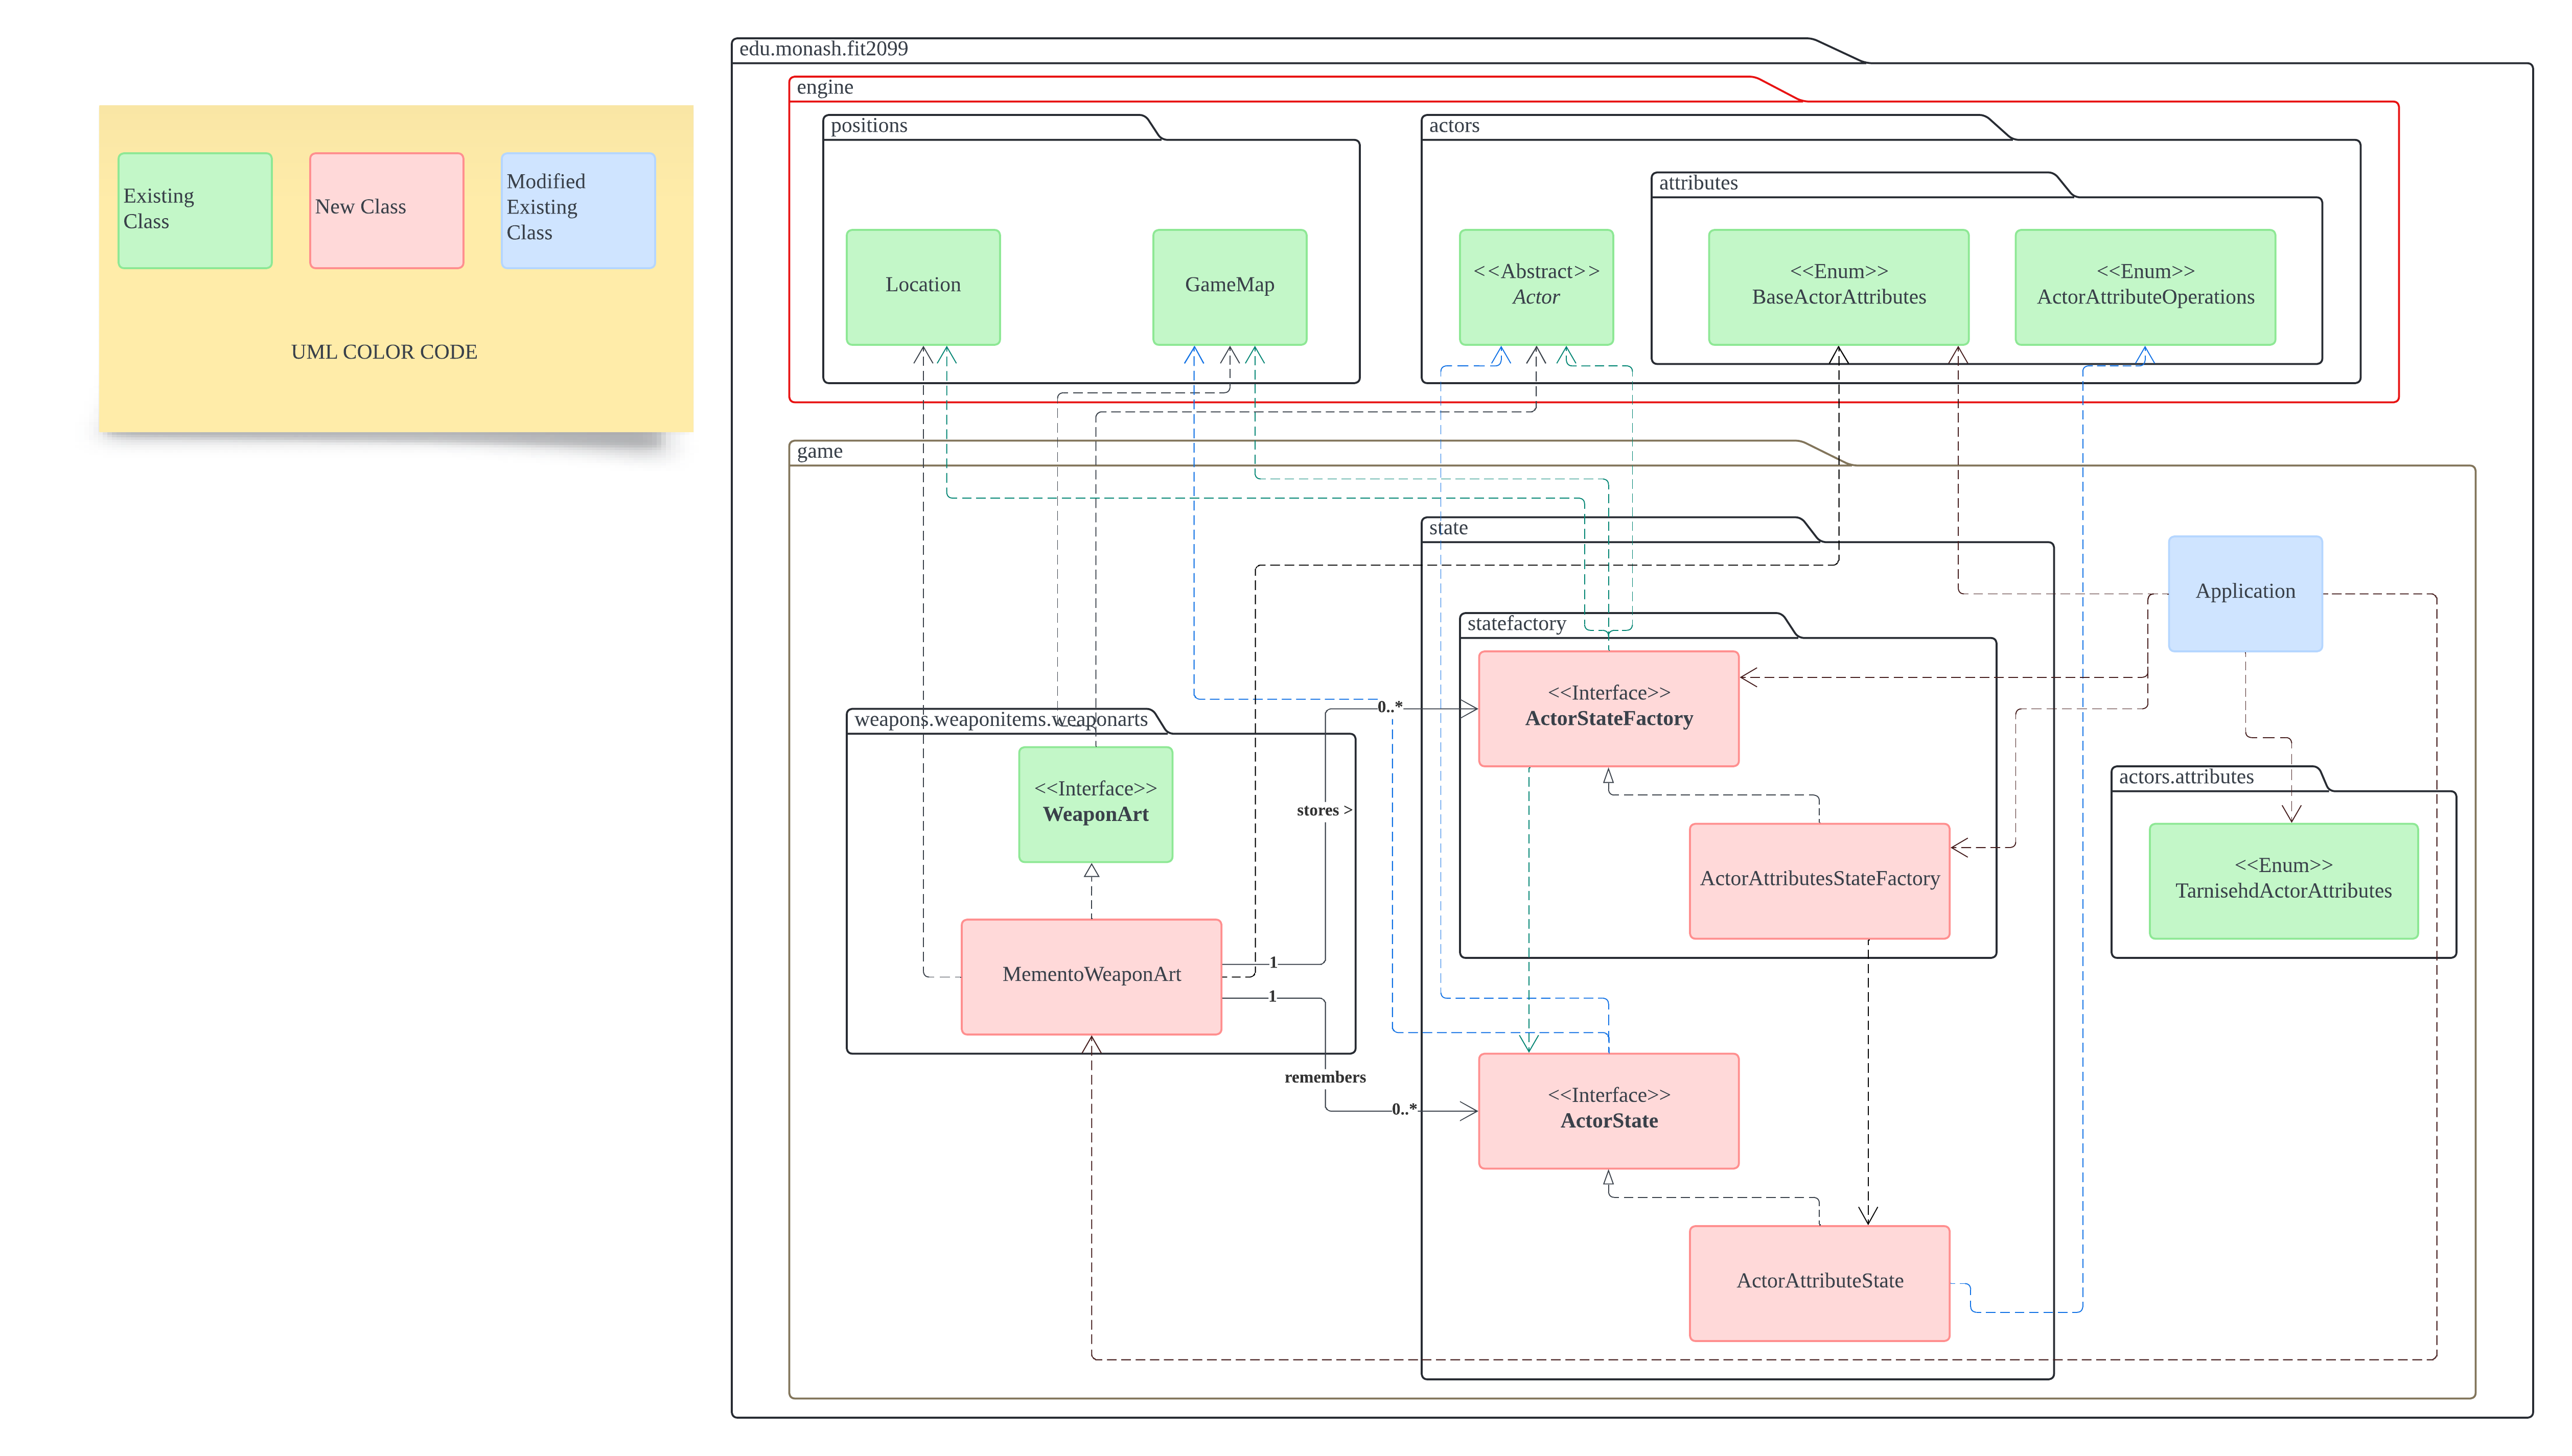 edu.monash.fit2099
engine
positions
actors
attributes
Existing
Class
New Class
Modified
Existing
Class
UML COLOR CODE
Location
GameMap
<<Abstract>>
Actor
<<Enum>>
BaseActorAttributes
<<Enum>>
ActorAttributeOperations
game
state
Application
statefactory
<<Interface>>
ActorStateFactory
0..*
weapons.weaponitems.weaponarts
<<Interface>>
WeaponArt
stores >
actors.attributes
<<Enum>>
TarnisehdActorAttributes
ActorAttributesStateFactory
MementoWeaponArt
1
1
remembers
0..*
<<Interface>>
ActorState
ActorAttributeState